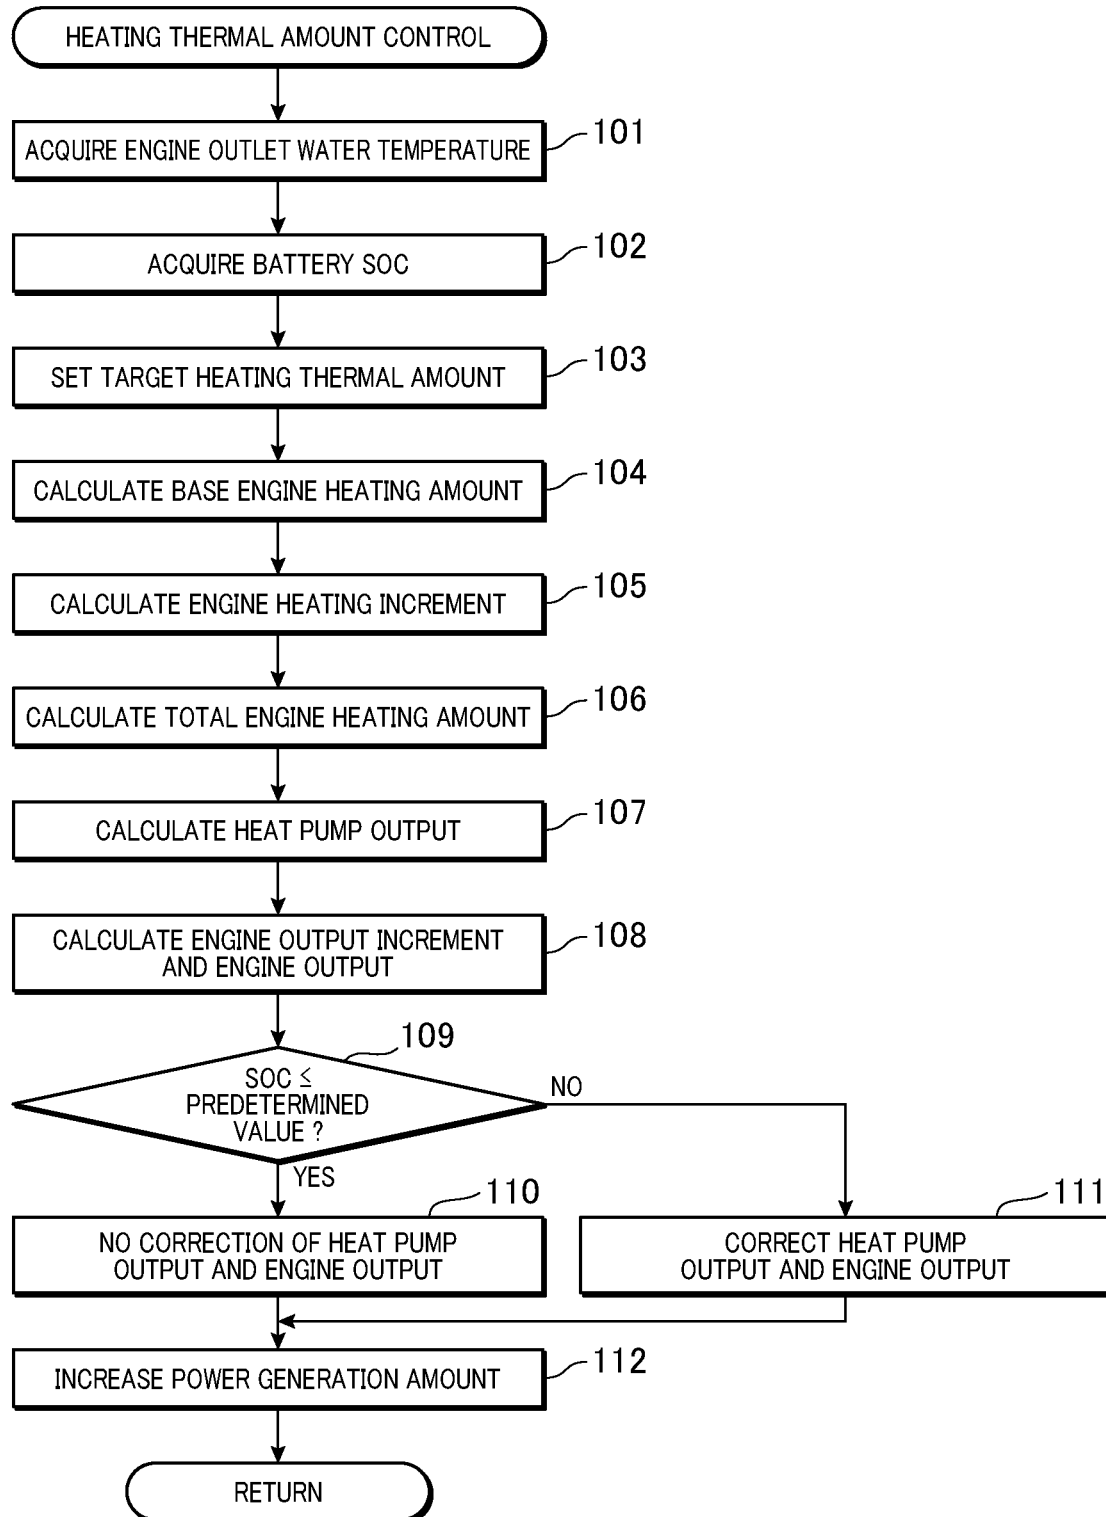 HEATING THERMAL AMOUNT CONTROL
ACQUIRE ENGINE OUTLET WATER TEMPERATURE
101
ACQUIRE BATTERY SOC
102
SET TARGET HEATING THERMAL AMOUNT
103
CALCULATE BASE ENGINE HEATING AMOUNT
104
CALCULATE ENGINE HEATING INCREMENT
105
CALCULATE TOTAL ENGINE HEATING AMOUNT
106
CALCULATE HEAT PUMP OUTPUT
107
CALCULATE ENGINE OUTPUT INCREMENT
AND ENGINE OUTPUT
108
109
SOC ≤
PREDETERMINED
VALUE ?
NO
YES
110
NO CORRECTION OF HEAT PUMP
OUTPUT AND ENGINE OUTPUT
111
CORRECT HEAT PUMP
OUTPUT AND ENGINE OUTPUT
INCREASE POWER GENERATION AMOUNT
112
RETURN